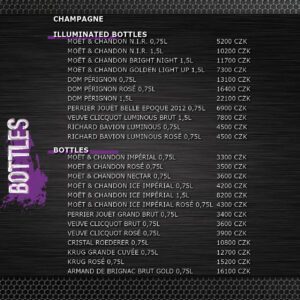 CHAMPAGNE
ILLUMINATED BOTTLES
MOËT & CHANDON N.I.R. 0,75L 5200 CZK
MOËT & CHANDON N.I.R. 1,5L 10200 CZK
MOËT & CHANDON BRIGHT NIGHT 1,5L 11700 CZK
MOËT & CHANDON GOLDEN LIGHT UP 1,5L 7300 CZK
DOM PÉRIGNON 0,75L 13100 CZK
DOM PÉRIGNON ROSÉ 0,75L 16400 CZK
DOM PÉRIGNON 1,5L 22100 CZK
PERRIER JOUET BELLE EPOQUE 2012 0,75L 6900 CZK
VEUVE CLICQUOT LUMINOUS BRUT 1,5L 7800 CZK
RICHARD BAVION LUMINOUS 0,75L 4500 CZK
RICHARD BAVION LUMINOUS ROSÉ 0,75L 4500 CZK
BOTTLES
BOTTLES
MOËT & CHANDON IMPÉRIAL 0,75L 3300 CZK
MOËT & CHANDON ROSÉ 0,75L 3500 CZK
MOËT & CHANDON NECTAR 0,75L 3600 CZK
MOËT & CHANDON ICE IMPÉRIAL 0,75L 4200 CZK
MOËT & CHANDON ICE IMPÉRIAL 1,5L 8200 CZK
MOËT & CHANDON ICE IMPÉRIAL ROSÉ 0,75L 4300 CZK
PERRIER JOUËT GRAND BRUT 0,75L 3400 CZK
VEUVE CLICQUOT BRUT 0,75L 3600 CZK
VEUVE CLICQUOT ROSÉ 0,75L 3900 CZK
CRISTAL ROEDERER 0,75L 10800 CZK
KRUG GRANDE CUVÉE 0,75L 12700 CZK
KRUG ROSÉ 0,75L 15200 CZK
ARMAND DE BRIGNAC BRUT GOLD 0,75L 16100 CZK